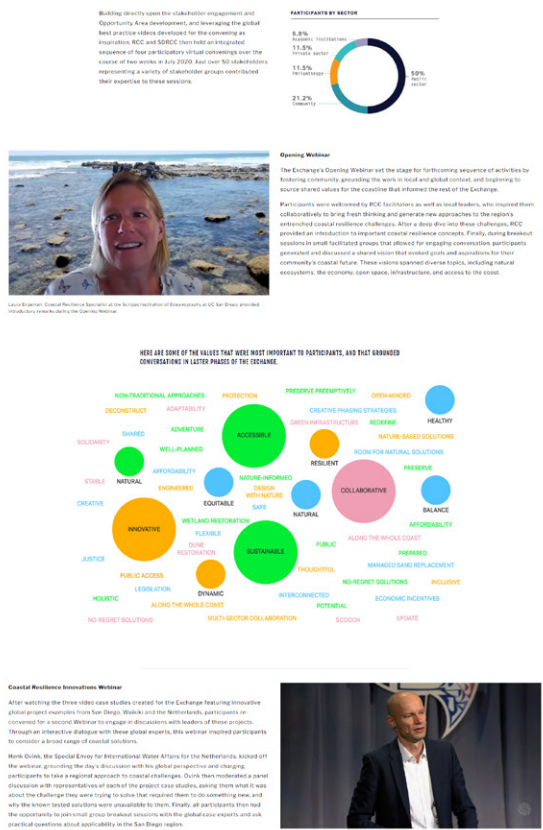 Building directly upon the stakeholder engagement and
Opportunity Area development, and leveraging the global
best practice videos developed for the convening as
inspiration, RCC and SDRCC then held an integrated
sequence of four participatory virtual convenings over the
course of two weeks in July 2020. Just over 50 stakeholders
representing a variety of stakeholder groups contributed
their expertise to these sessions.
PARTICIPANTS BY SECTOR
5.8%
Academic Institutions
11.5%
Private sector
11.5%
Philanthropy
21.2%
Community
50%
Public
sector
Opening Webinar
The Exchange's Opening Webinar set the stage for forthcoming sequence of activities by
fostering community, grounding the work in local and global context, and beginning to
source shared values for the coastline that informed the rest of the Exchange.
Participants were welcomed by RCC facilitators as well as local leaders, who inspired them
collaboratively to bring fresh thinking and generate new approaches to the region's
entrenched coastal resilience challenges. After a deep dive into these challenges, RCC
provided an introduction to important coastal resilience concepts. Finally, during breakout
sessions in small facilitated groups that allowed for engaging conversation, participants
generated and discussed a shared vision that evoked goals and aspirations for their
community's coastal future. These visions spanned diverse topics, including natural
ecosystems, the economy, open space, infrastructure, and access to the coast.
Coastal Resilience Specialist at the Scripps Institution of Oceanography at UC San Diego provided
introductory remarks during the Opening Webinar.
HERE ARE SOME OF THE VALUES THAT WERE MOST IMPORTANT TO PARTICIPANTS, AND THAT GROUNDED
CONVERSATIONS IN LASTER PHASES OF THE EXCHANGE.
NON-TRADITIONAL APPROACHES
PROTECTION
PRESERVE PREEMPTIVELY
OPEN-MINDED
DECONSTRUCT
ADAPTABILITY
CREATIVE PHASING STRATEGIES
HEALTHY
ADVENTURE
GREEN INFRASTRUCTURE
REDEFINE
SHARED
ACCESSIBLE
NATURE-BASED SOLUTIONS
SOLIDARITY
WELL-PLANNED
RESILIENT
ROOM FOR NATURAL SOLUTIONS
NATURAL
AFFORDABILITY
PRESERVE
STABLE
ENGINEERED
NATURE-INFORMED
DESIGN
WITH NATURE
COLLABORATIVE
CREATIVE
EQUITABLE
SAFE
NATURAL
BALANCE
WETLAND RESTORATION
AFFORDABILITY
INNOVATIVE
FLEXIBLE
PUBLIC
ALONG THE WHOLE COAST
DUNE
RESTORATION
SUSTAINABLE
PREPARED
JUSTICE
MANAGED SAND REPLACEMENT
PUBLIC ACCESS
THOUGHTFUL
NO-REGRET SOLUTIONS
INCLUSIVE
LEGISLATION
DYNAMIC
INTERCONNECTED
ECONOMIC INCENTIVES
HOLISTIC
ALONG THE WHOLE COAST
POTENTIAL
NO-REGRET SOLUTIONS
MULTI-SECTOR COLLABORATION
SCOOCH
UPDATE
Coastal Resilience Innovations Webinar
After watching the three video case studies created for the Exchange featuring innovative
global project examples from San Diego, Waikiki and the Netherlands, participants re-
convened for a second Webinar to engage in discussions with leaders of these projects.
Through an interactive dialogue with these global experts, this webinar inspired participants
to consider a broad range of coastal solutions.
Henk Ovink, the Special Envoy for International Water Affairs for the Netherlands, kicked off
the webinar, grounding the day's discussion with his global perspective and charging
participants to take a regional approach to coastal challenges. Ovink then moderated a panel
discussion with representatives of each of the project case studies, asking them what it was
about the challenge they were trying to solve that required them to do something new, and
why the known tested solutions were unavailable to them. Finally, all participants then had
the opportunity to join small group breakout sessions with the global case experts and ask
practical questions about applicability in the San Diego region.